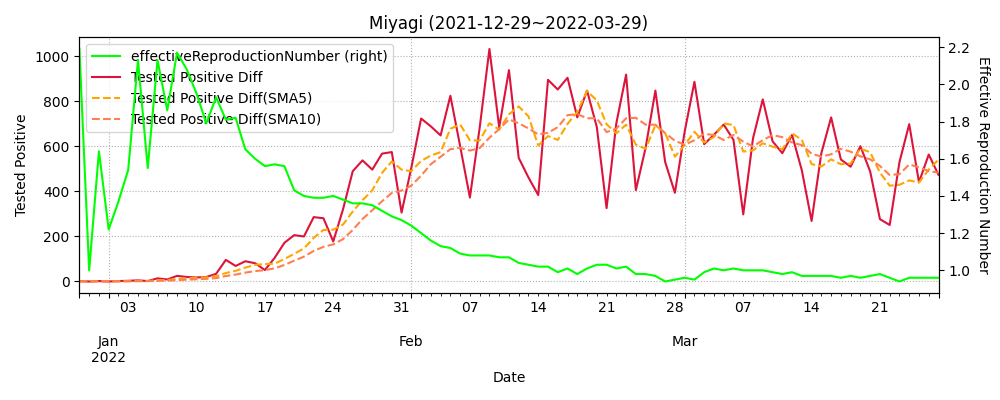 Miyagi (2021-12-29~2022-03-29)
effectiveReproductionNumber (right)
Tested Positive Diff
Tested Positive Diff(SMA5)
Tested Positive Diff(SMA10)
Tested Positive
1000
800
600
400
200
0
Effective Reproduction Number
2.2
2.0
1.8
1.6
1.4
1.2
1.0
03 10 17 24 31 07 14 21 28 07 14 21
Jan Feb Mar
2022
Date